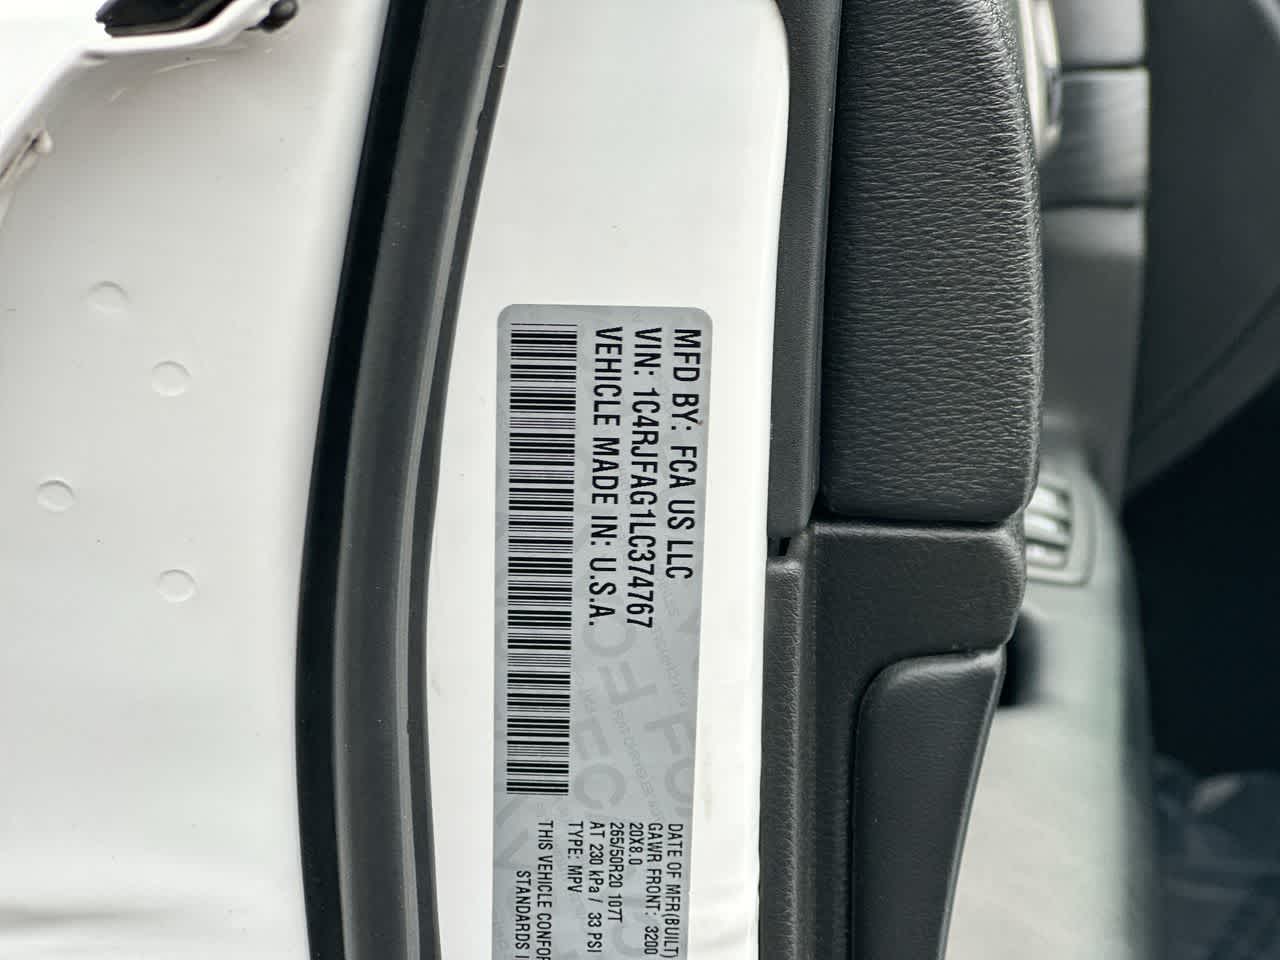 MFD BY: FCA US LLC
VIN: 1C4RJFAG1LC374767
VEHICLE MADE IN: U.S.A.
DATE OF MFR(BUILT)
GAWR FRONT: 3200
20X8.0
265/50R20 107T
AT 230 kPa / 33 PSI
TYPE: MPV
THIS VEHICLE CONFOR
STANDARDS I